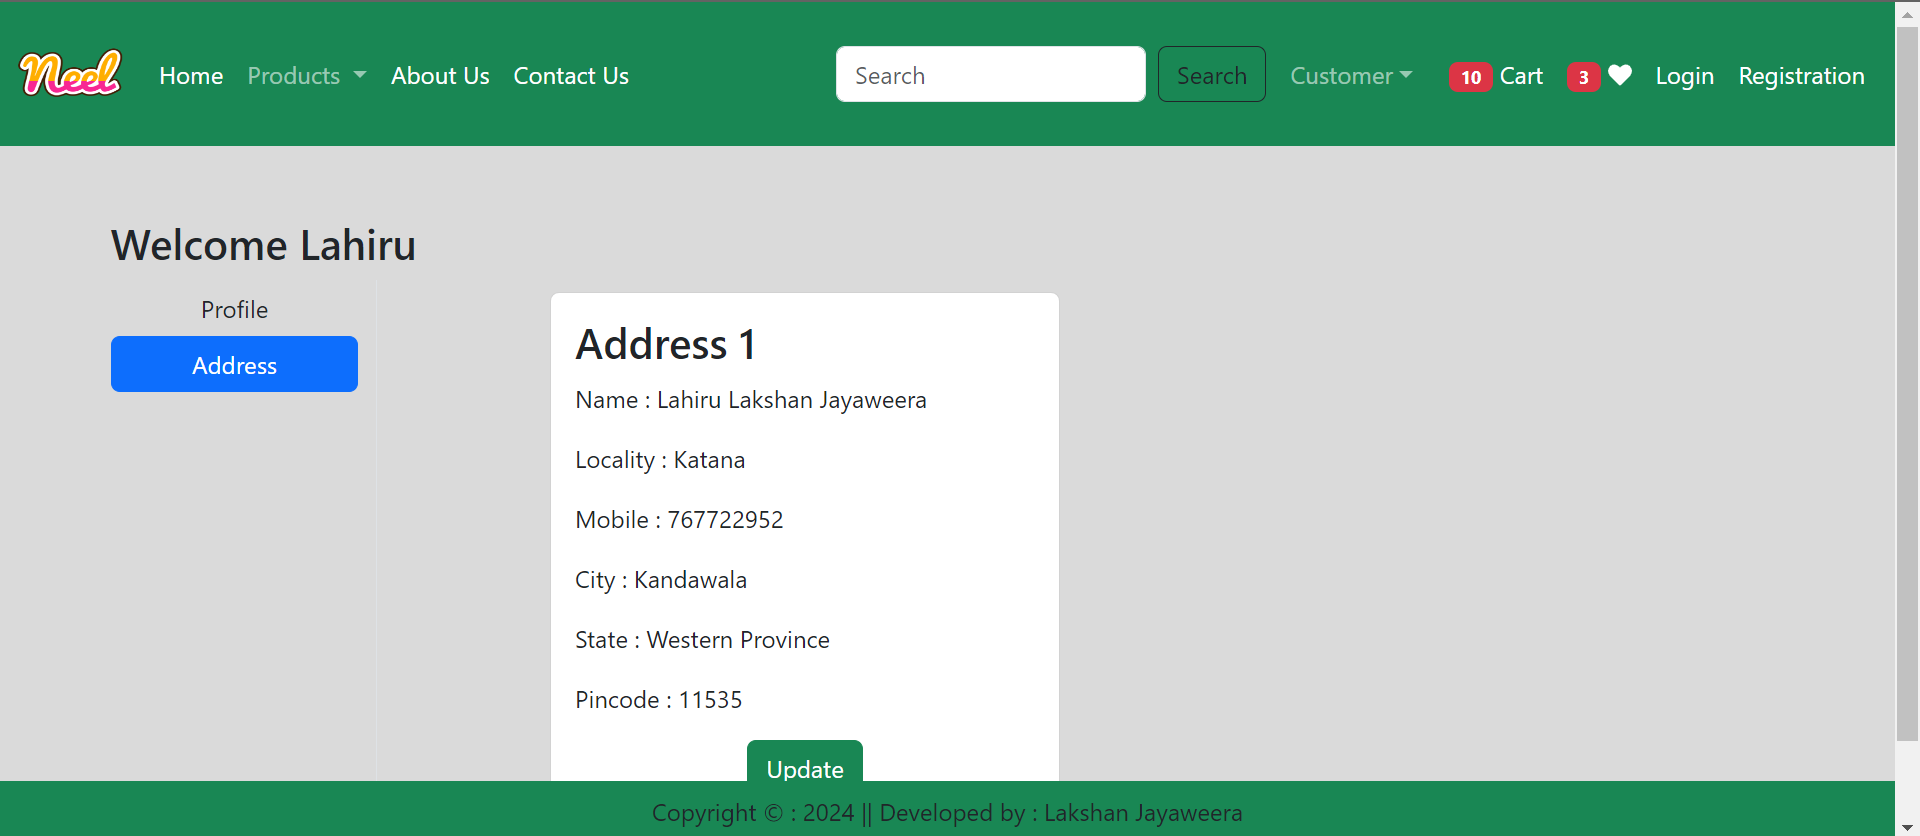 Neel Home Products About Us Contact Us Search Search Customer 10 Cart 3 Login Registration
Welcome Lahiru
Profile
Address
Address 1
Name : Lahiru Lakshan Jayaweera
Locality : Katana
Mobile : 767722952
City : Kandawala
State : Western Province
Pincode : 11535
Update
Copyright © : 2024 || Developed by : Lakshan Jayaweera